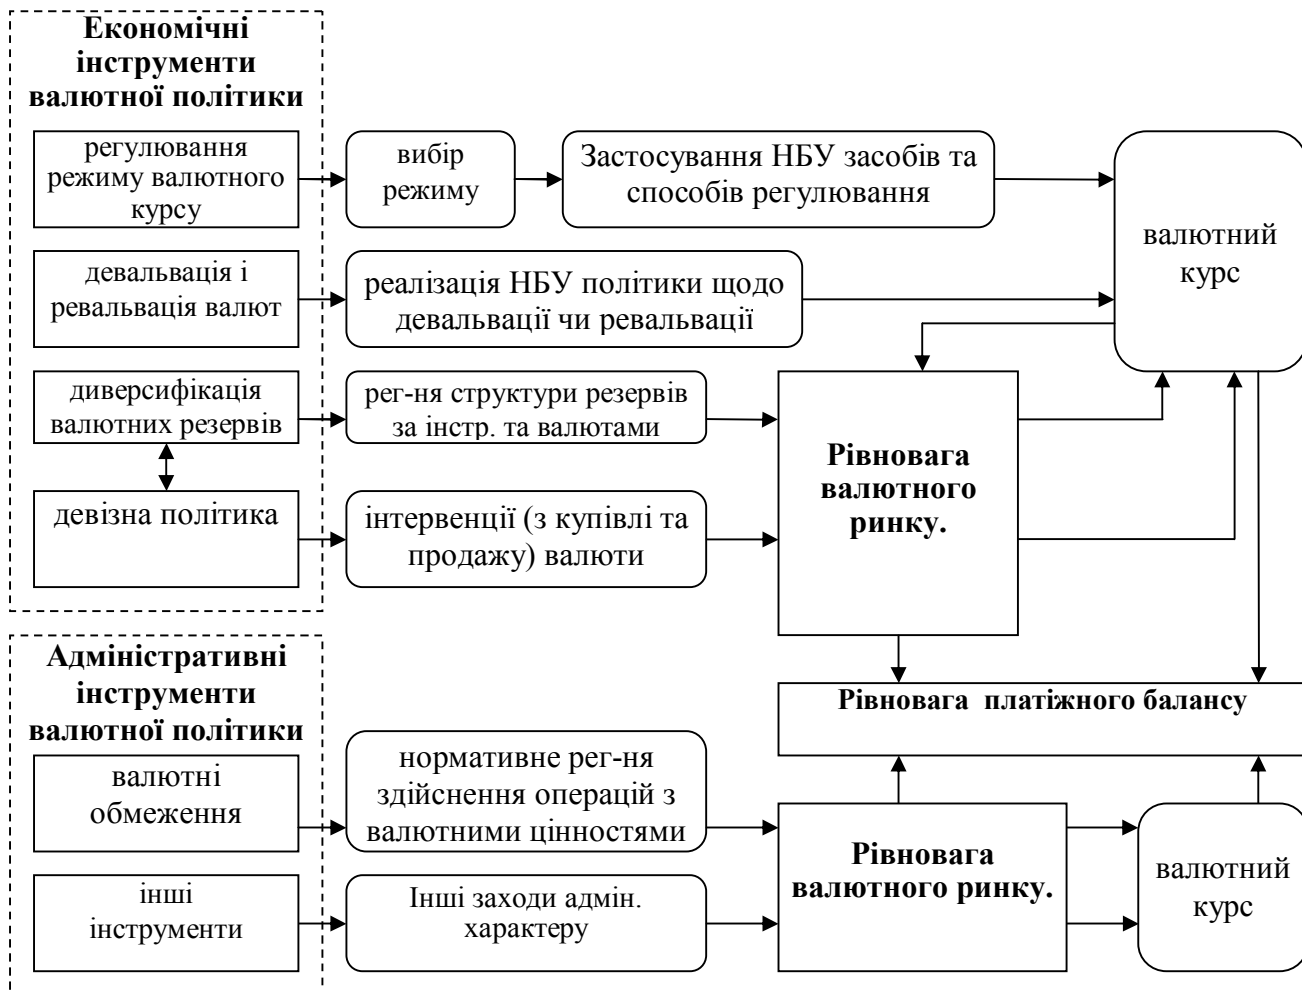 Економічні
інструменти
валютної політики
регулювання
режиму валютного
курсу
вибір
режиму
Застосування НБУ засобів та
способів регулювання
валютний
курс
девальвація і
ревальвація валют
реалізація НБУ політики щодо
девальвації чи ревальвації
диверсифікація
валютних резервів
рег-ня структури резервів
за інстр. та валютами
Рівновага
валютного
ринку.
девізна політика
інтервенції (з купівлі та
продажу) валюти
Адміністративні
інструменти
валютної політики
Рівновага платіжного балансу
валютні
обмеження
нормативне рег-ня
здійснення операцій з
валютними цінностями
Рівновага
валютного ринку.
валютний
курс
інші
інструменти
Інші заходи адмін.
характеру